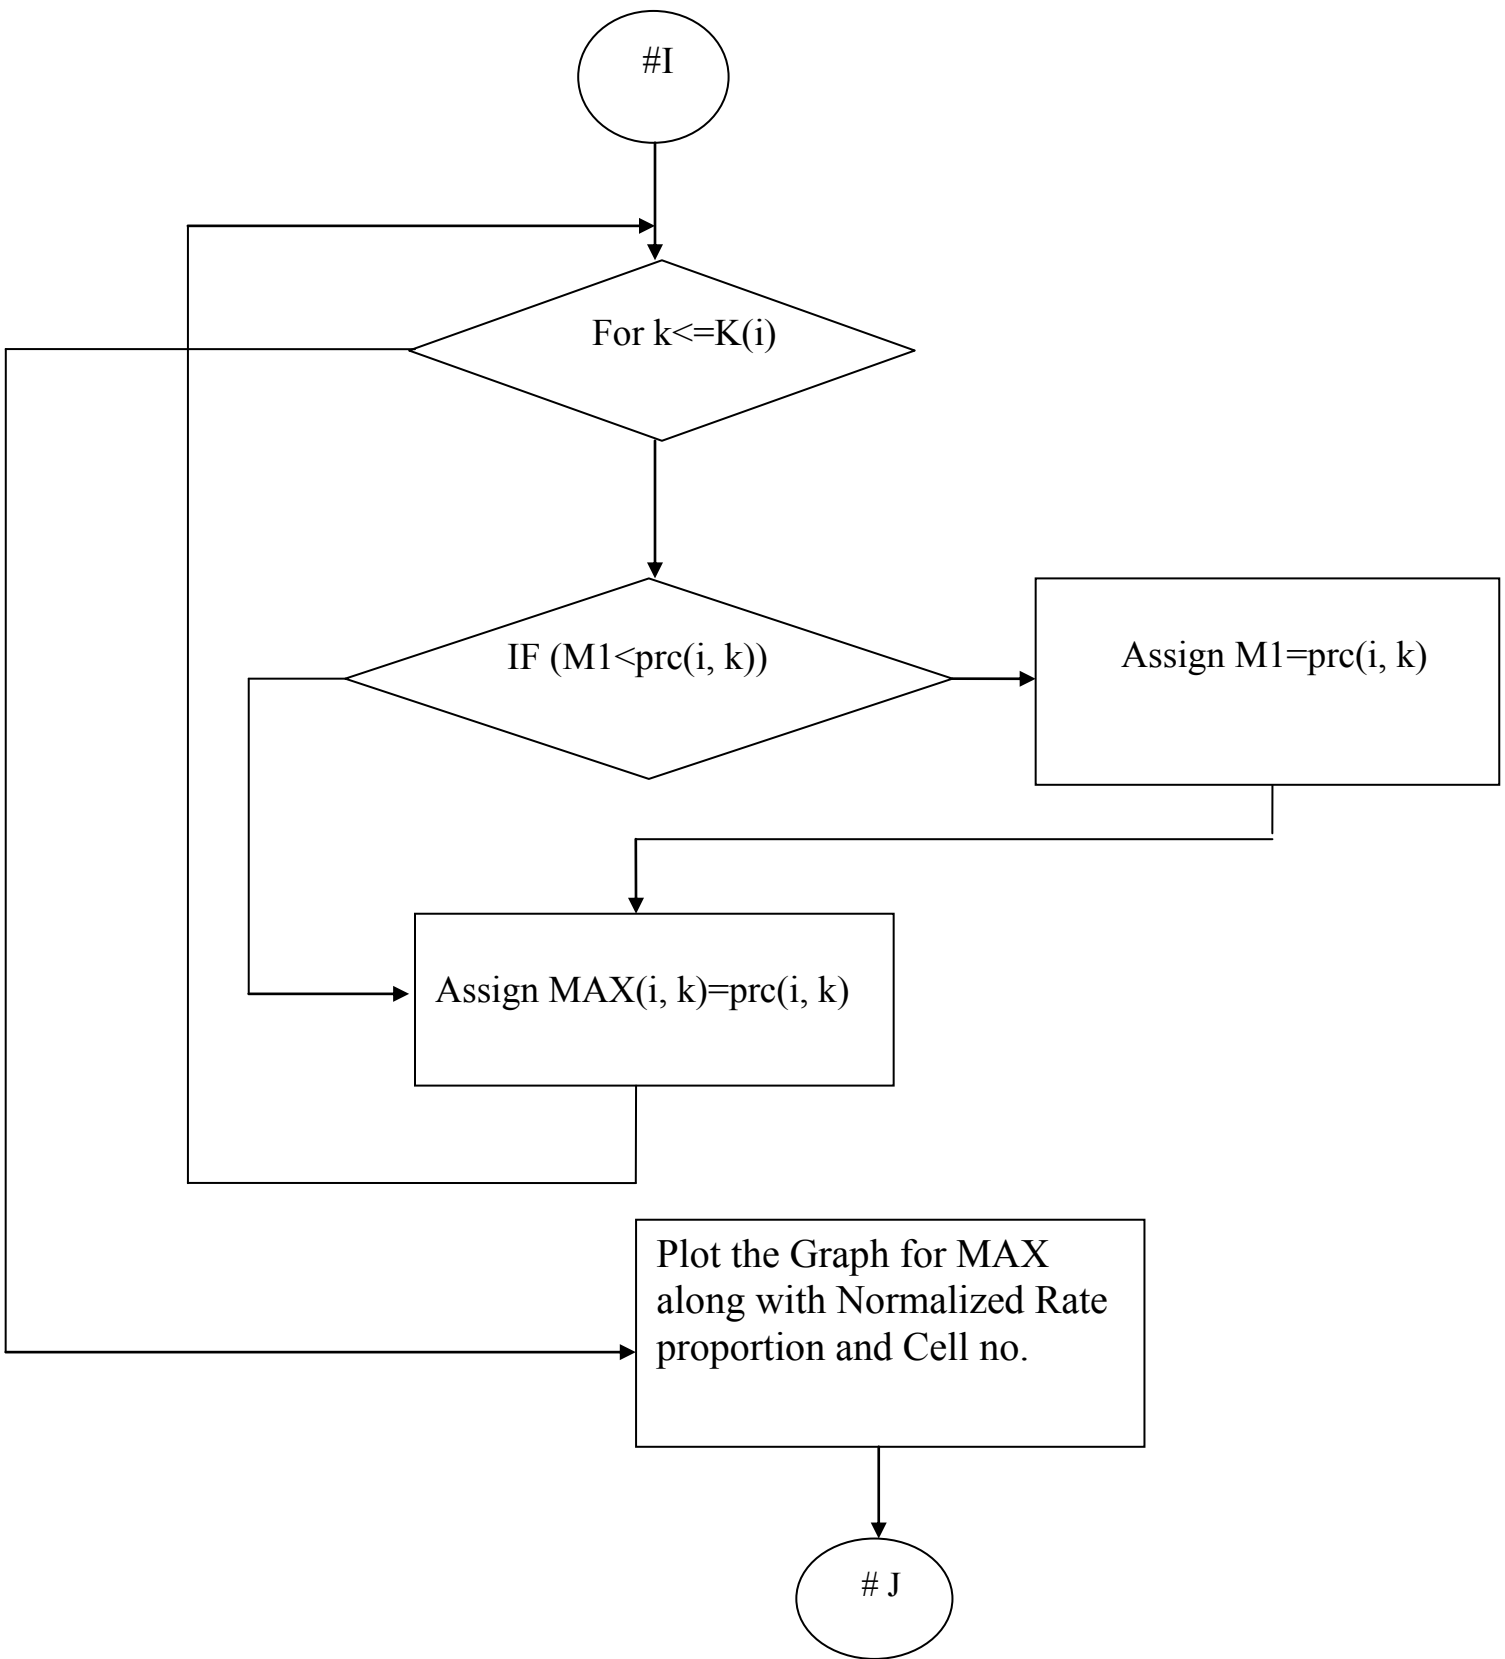 #I
For k<=K(i)
IF (M1<prc(i, k))
Assign M1=prc(i, k)
Assign MAX(i, k)=prc(i, k)
Plot the Graph for MAX
along with Normalized Rate
proportion and Cell no.
# J